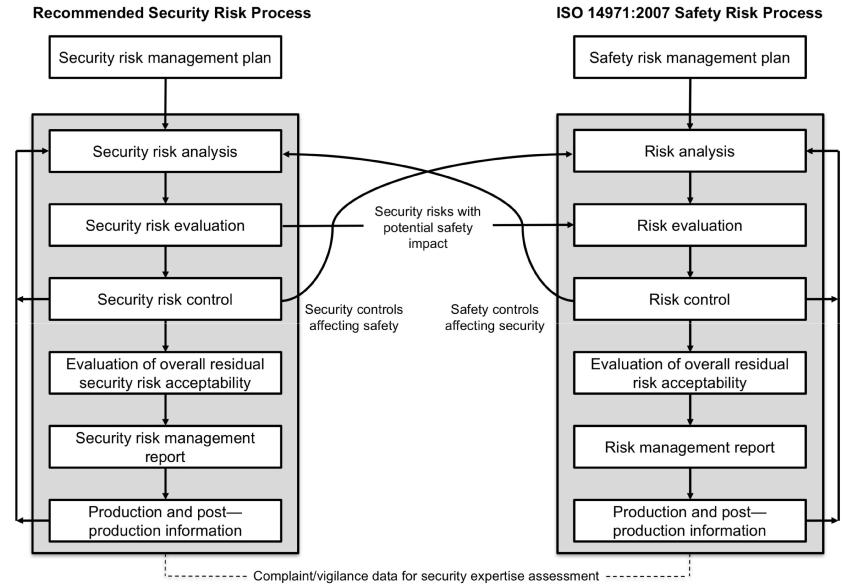 Recommended Security Risk Process
ISO 14971:2007 Safety Risk Process
Security risk management plan
Safety risk management plan
Security risk analysis
Risk analysis
Security risk evaluation
Security risks with
potential safety
impact
Risk evaluation
Security risk control
Risk control
Security controls
affecting safety
Safety controls
affecting security
Evaluation of overall residual
security risk acceptability
Evaluation of overall residual
risk acceptability
Security risk management
report
Risk management report
Production and post—
production information
Production and post—
production information
Complaint/vigilance data for security expertise assessment